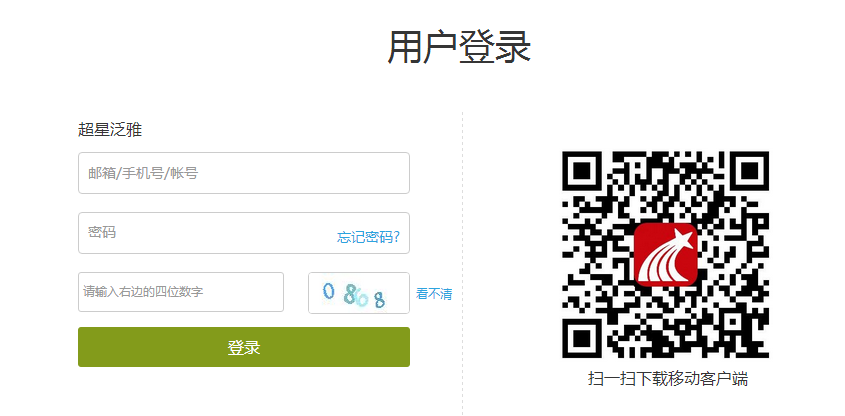 用户登录
超星泛雅
邮箱/手机号/帐号
密码
忘记密码?
请输入右边的四位数字
0868
看不清
登录
扫一扫下载移动客户端